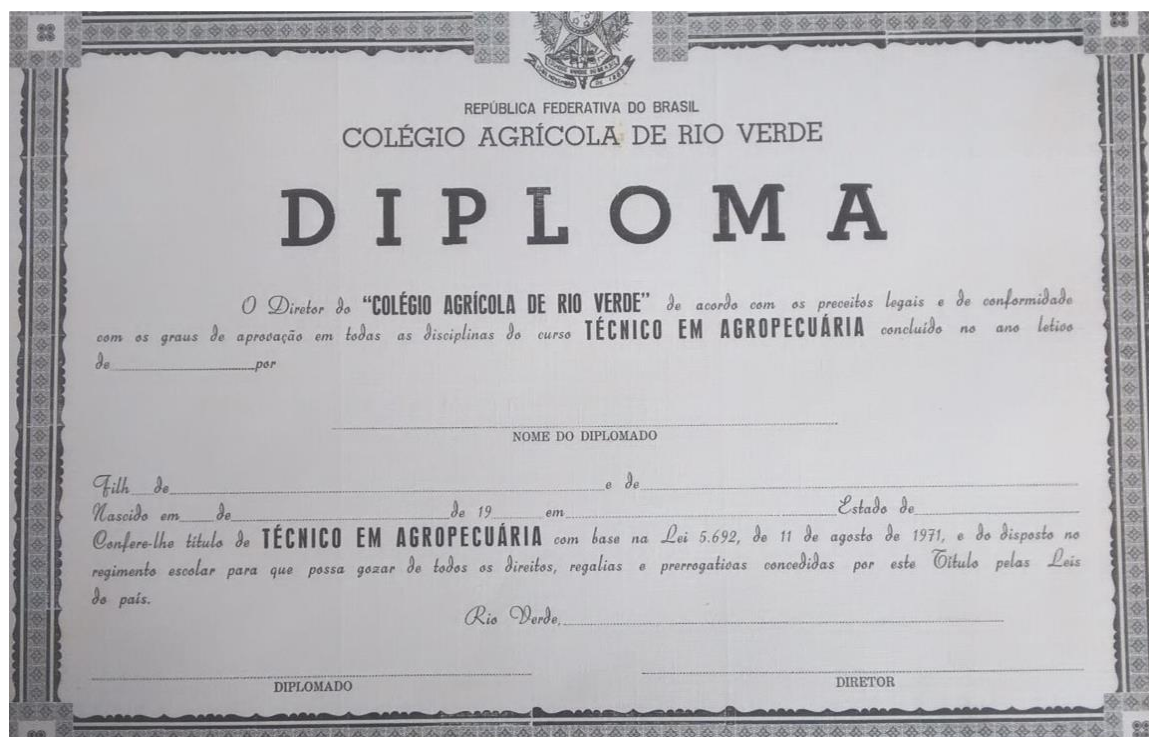 REPÚBLICA FEDERATIVA DO BRASIL
COLÉGIO AGRÍCOLA DE RIO VERDE
DIPLOMA
O Diretor do "COLÉGIO AGRÍCOLA DE RIO VERDE" de acordo com os preceitos legais e de conformidade
com os graus de aprovação em todas as disciplinas do curso TÉCNICO EM AGROPECUÁRIA concluído no ano letivo
de por
NOME DO DIPLOMADO
Filh de e de
Nascido em de de 19 em Estado de
Confere-lhe título de TÉCNICO EM AGROPECUÁRIA com base na Lei 5.692, de 11 de agosto de 1971, e do disposto no
regimento escolar para que possa gozar de todos os direitos, regalias e prerrogativas concedidas por este Título pelas Leis
do país.
Rio Verde,
DIPLOMADO DIRETOR